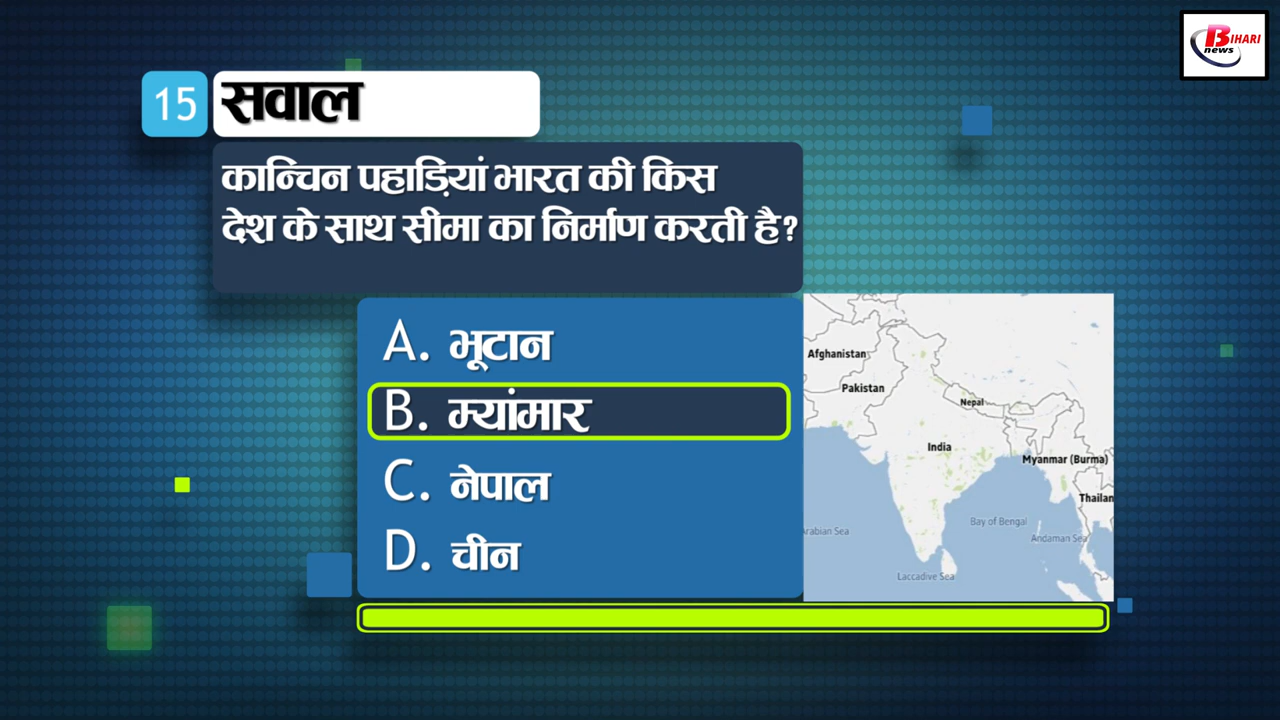 BIHARI
news
15 सवाल
कान्चिन पहाड़ियां भारत की किस
देश के साथ सीमा का निर्माण करती है?
A. भूटान
B. म्यांमार
C. नेपाल
D. चीन
Afghanistan
Pakistan
Nepal
India
Myanmar (Burma)
Thailan
Arabian Sea
Bay of Bengal
Andaman Sea
Laccadive Sea